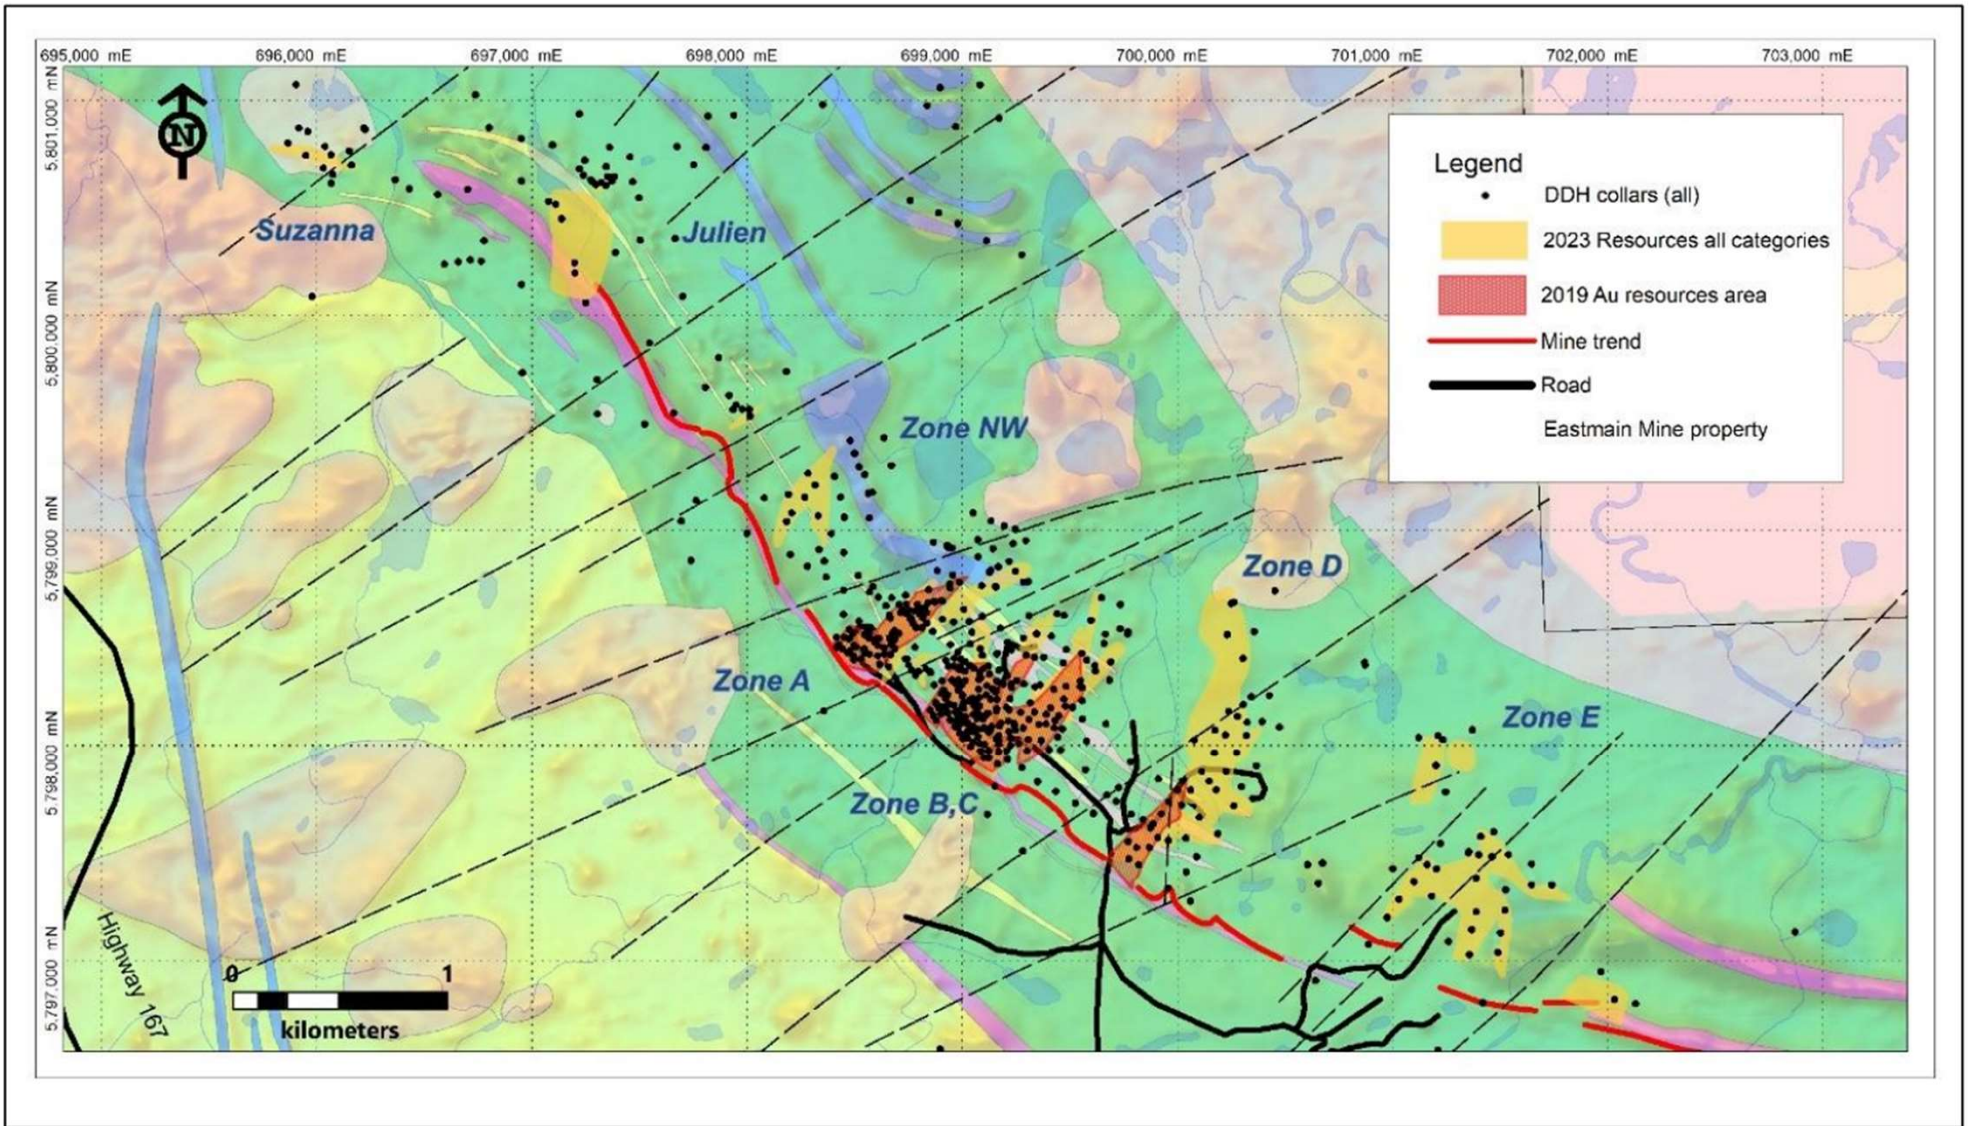 695,000 mE 696,000 mE 697,000 mE 698,000 mE 699,000 mE 700,000 mE 701,000 mE 702,000 mE 703,000 mE
5,801,000 mN
5,800,000 mN
5,799,000 mN
5,798,000 mN
5,797,000 mN
N
Suzanna
Julien
Zone NW
Zone D
Zone A
Zone E
Zone B,C
Highway 167
0 1
kilometers
Legend
DDH collars (all)
2023 Resources all categories
2019 Au resources area
Mine trend
Road
Eastmain Mine property